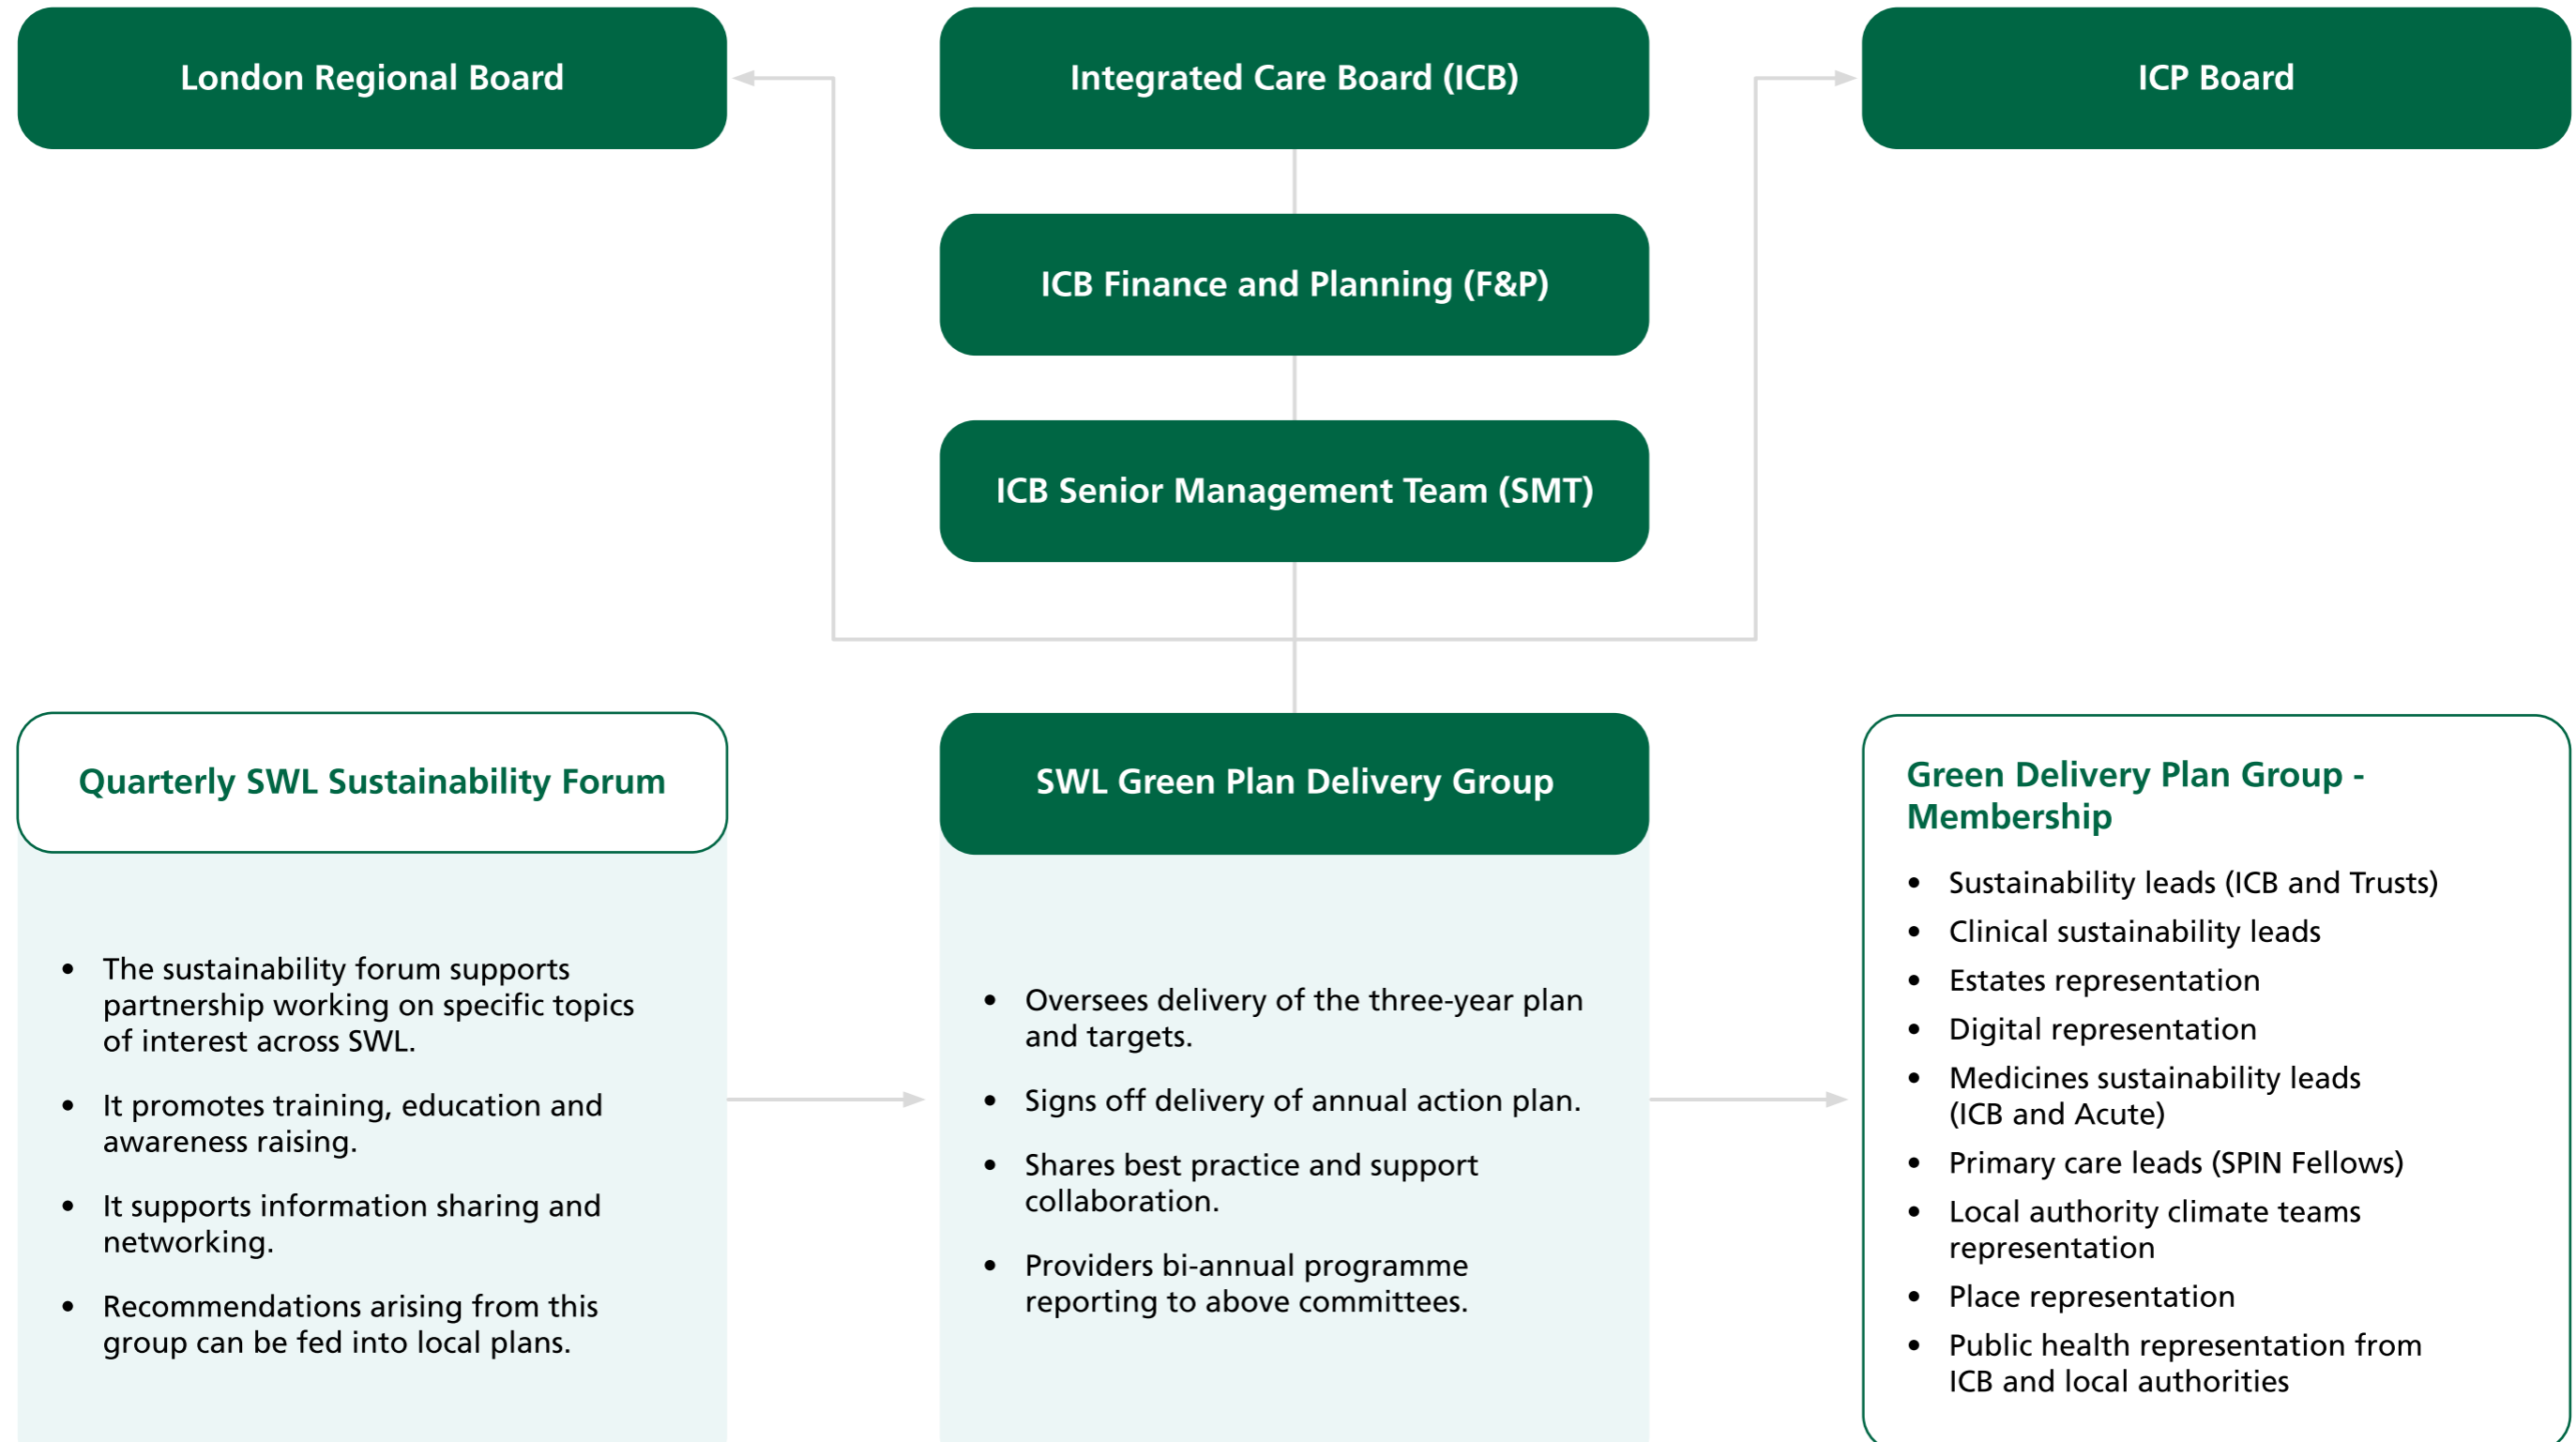 London Regional Board
Integrated Care Board (ICB)
ICP Board
ICB Finance and Planning (F&P)
ICB Senior Management Team (SMT)
Quarterly SWL Sustainability Forum
• The sustainability forum supports
partnership working on specific topics
of interest across SWL.
• It promotes training, education and
awareness raising.
• It supports information sharing and
networking.
• Recommendations arising from this
group can be fed into local plans.
SWL Green Plan Delivery Group
• Oversees delivery of the three-year plan
and targets.
• Signs off delivery of annual action plan.
• Shares best practice and support
collaboration.
• Providers bi-annual programme
reporting to above committees.
Green Delivery Plan Group -
Membership
• Sustainability leads (ICB and Trusts)
• Clinical sustainability leads
• Estates representation
• Digital representation
• Medicines sustainability leads
(ICB and Acute)
• Primary care leads (SPIN Fellows)
• Local authority climate teams
representation
• Place representation
• Public health representation from
ICB and local authorities